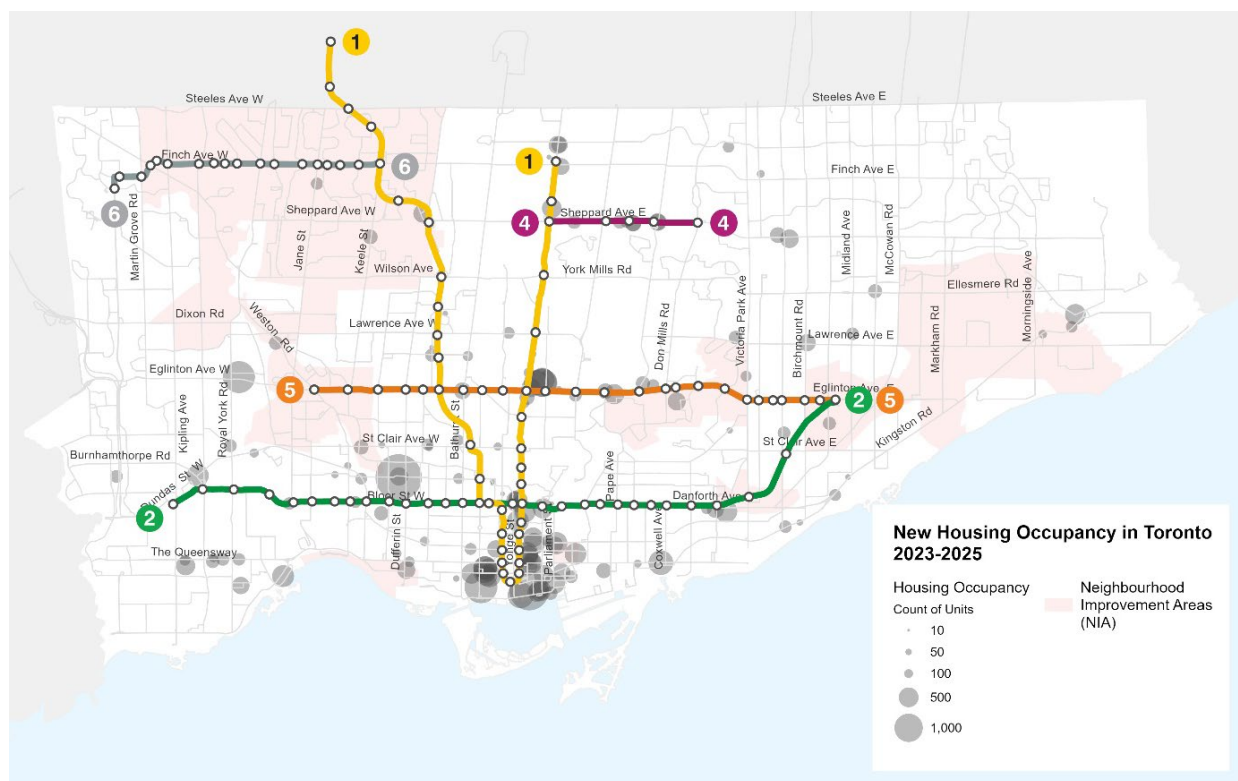 1
Steeles Ave W
Steeles Ave E
Finch Ave W
6
1
Finch Ave E
6
Martin Grove Rd
Sheppard Ave W
Jane St
Keele St
4
Sheppard Ave E
4
Midland Ave
McCowan Rd
Wilson Ave
York Mills Rd
Ellesmere Rd
Morningside Ave
Dixon Rd
Weston Rd
Lawrence Ave W
Don Mills Rd
Victoria Park Ave
Birchmount Rd
Lawrence Ave E
Markham Rd
Eglinton Ave W
5
Eglinton Ave E
2
5
Kipling Ave
Royal York Rd
Bathurst St
St Clair Ave W
St Clair Ave E
Kingston Rd
Burnhamthorpe Rd
Dundas St W
2
Bloor St W
Pape Ave
Danforth Ave
Dufferin St
Yonge St
Parliament St
Coxwell Ave
The Queensway
New Housing Occupancy in Toronto
2023-2025
Housing Occupancy
Count of Units
10
50
100
500
1,000
Neighbourhood
Improvement Areas
(NIA)